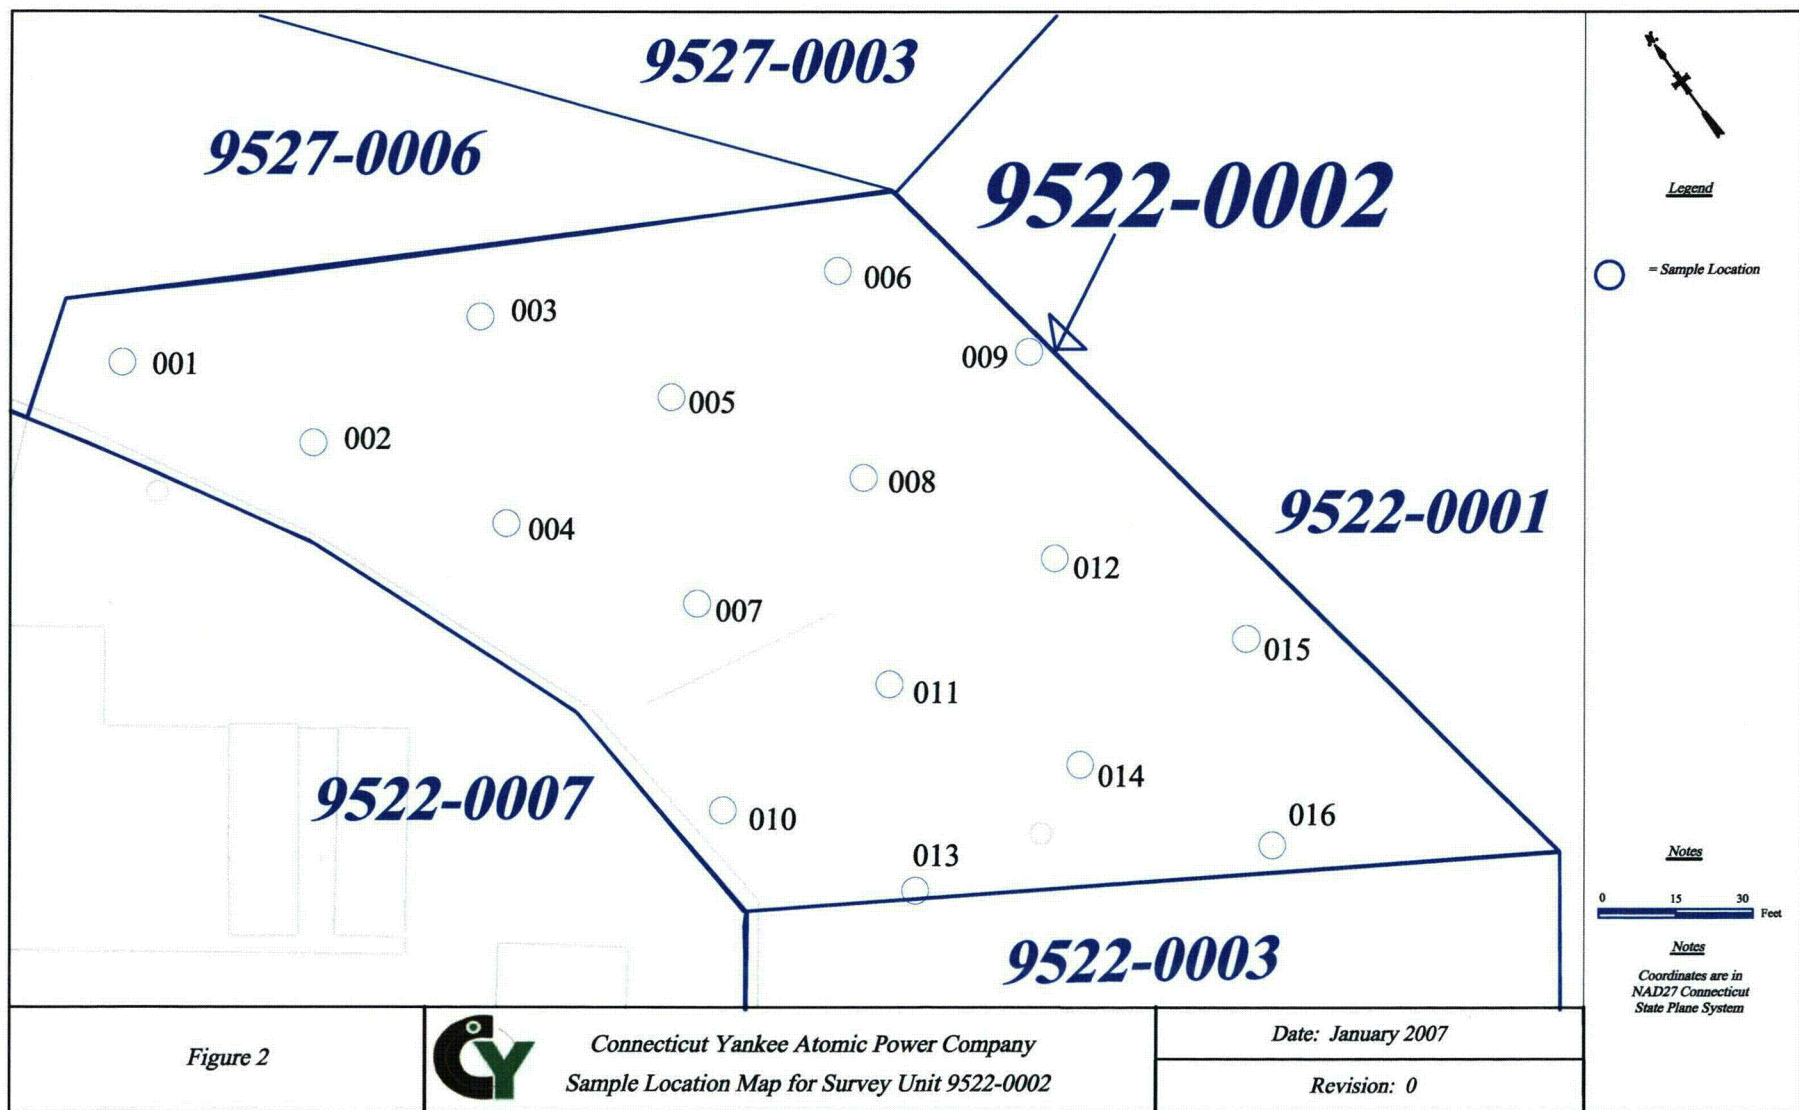 9527-0003
9527-0006
9522-0002
006
003
009
001
005
002
008
9522-0001
004
012
007
015
011
014
9522-0007
016
010
013
9522-0003
Legend
= Sample Location
Notes
0 15 30 Feet
Notes
Coordinates are in
NAD27 Connecticut
State Plane System
Figure 2
CY
Connecticut Yankee Atomic Power Company
Sample Location Map for Survey Unit 9522-0002
Date: January 2007
Revision: 0